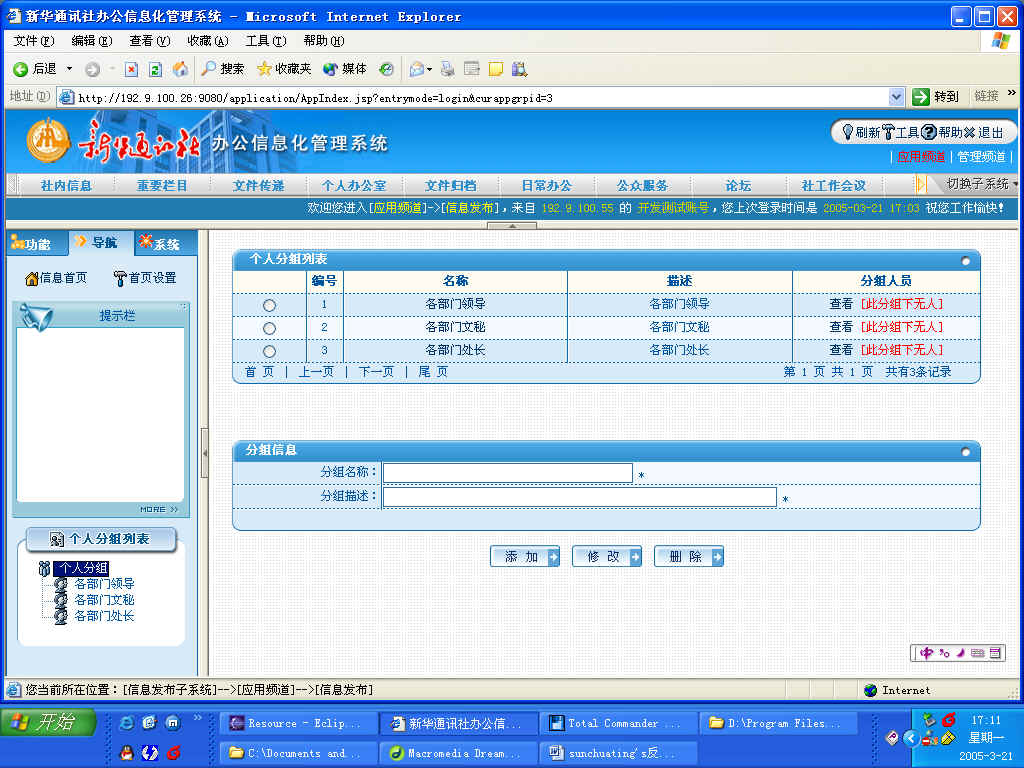 新华通讯社办公信息化管理系统 - Microsoft Internet Explorer
文件(F) 编辑(E) 查看(V) 收藏(A) 工具(T) 帮助(H)
后退 搜索 收藏夹 媒体
地址(D) http://192.9.100.26:9080/application/AppIndex.jsp?entrymode=login&curappgrpid=3 转到 链接 »
新华通讯社 办公信息化管理系统
刷新 工具 帮助 退出
| 应用频道 | 管理频道 |
社内信息 重要栏目 文件传递 个人办公室 文件归档 日常办公 公众服务 论坛 社工作会议 切换子系统
欢迎您进入[应用频道]->[信息发布],来自 192.9.100.55 的 开发测试账号,您上次登录时间是 2005-03-21 17:03 祝您工作愉快!
功能 导航 系统
信息首页 首页设置
提示栏
MORE >>
个人分组列表
个人分组
各部门领导
各部门文秘
各部门处长
个人分组列表
编号 名称 描述 分组人员
1 各部门领导 各部门领导 查看 [此分组下无人]
2 各部门文秘 各部门文秘 查看 [此分组下无人]
3 各部门处长 各部门处长 查看 [此分组下无人]
首 页 | 上一页 | 下一页 | 尾 页 第 1 页 共 1 页 共有3条记录
分组信息
分组名称: *
分组描述: *
添 加 修 改 删 除
中
您当前所在位置:[信息发布子系统]-->[应用频道]-->[信息发布] Internet
开始 » Resource - Eclip... 新华通讯社办公信... Total Commander ... D:\Program Files... 17:11
星期一
C:\Documents and... Macromedia Dream... sunchuating's反... 2005-3-21